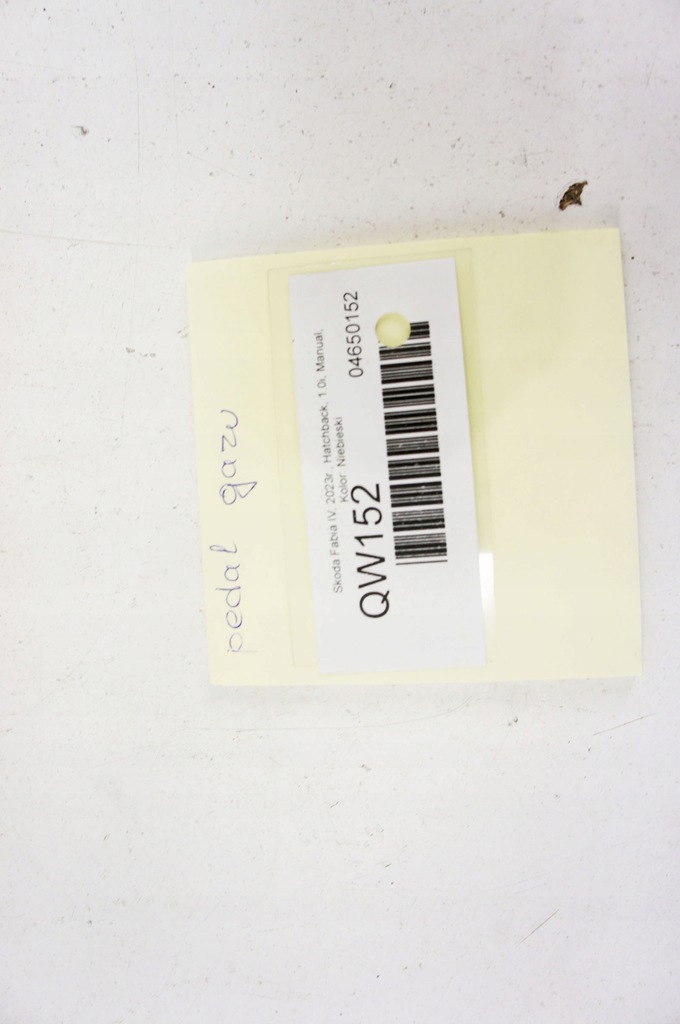 pedal gazu
Skoda Fabia IV, 2023r., Hatchback, 1.0i, Manual,
Kolor: Niebieski
QW152
04650152